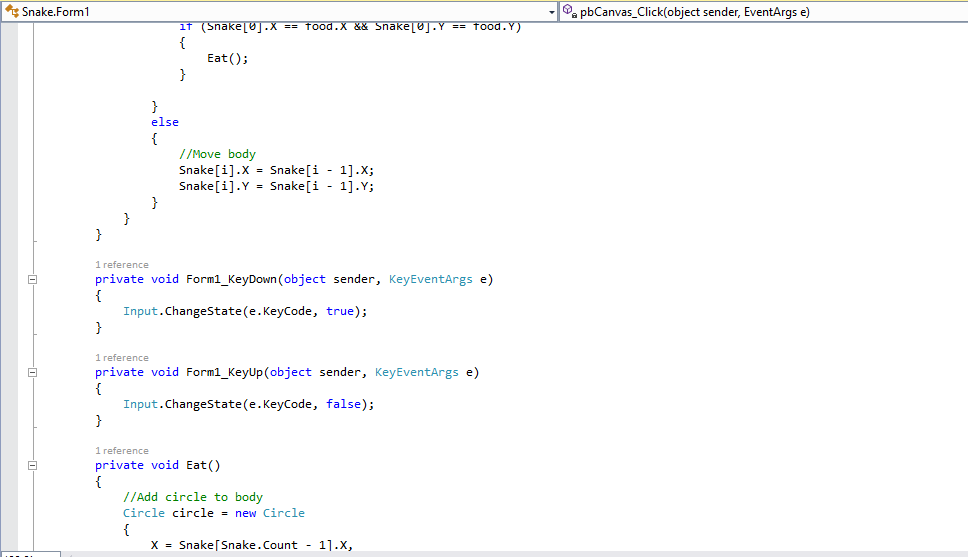 Snake.Form1
pbCanvas_Click(object sender, EventArgs e)
if (Snake[0].X == food.X && Snake[0].Y == food.Y)
{
Eat();
}
}
else
{
//Move body
Snake[i].X = Snake[i - 1].X;
Snake[i].Y = Snake[i - 1].Y;
}
}
}
1 reference
private void Form1_KeyDown(object sender, KeyEventArgs e)
{
Input.ChangeState(e.KeyCode, true);
}
1 reference
private void Form1_KeyUp(object sender, KeyEventArgs e)
{
Input.ChangeState(e.KeyCode, false);
}
1 reference
private void Eat()
{
//Add circle to body
Circle circle = new Circle
{
X = Snake[Snake.Count - 1].X,